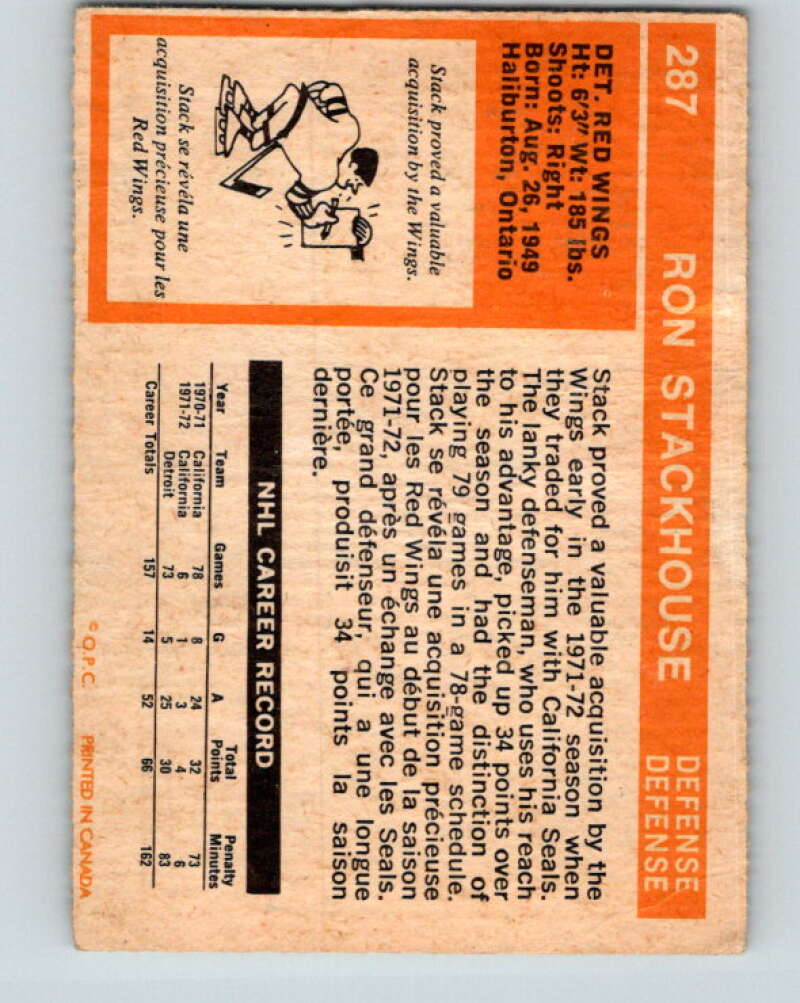 287 RON STACKHOUSE DEFENSE
DEFENSE
DET. RED WINGS
Ht: 6'3" Wt: 185 lbs.
Shoots: Right
Born: Aug. 26, 1949
Haliburton, Ontario
Stack proved a valuable
acquisition by the Wings.
Stack se révéla une
acquisition précieuse pour les
Red Wings.
Stack proved a valuable acquisition by the
Wings early in the 1971-72 season when
they traded for him with California Seals.
The lanky defenseman, who uses his reach
to his advantage, picked up 34 points over
the season and had the distinction of
playing 79 games in a 78-game schedule.
Stack se révéla une acquisition précieuse
pour les Red Wings au début de la saison
1971-72, après un échange avec les Seals.
Ce grand défenseur, qui a une longue
portée, produisit 34 points la saison
dernière.
NHL CAREER RECORD
Year Team Games G A Total Points Penalty Minutes
1970-71 California 78 8 24 32 73
1971-72 California 6 1 3 4 6
Detroit 73 5 25 30 83
Career Totals 157 14 52 66 162
© O.P.C. PRINTED IN CANADA